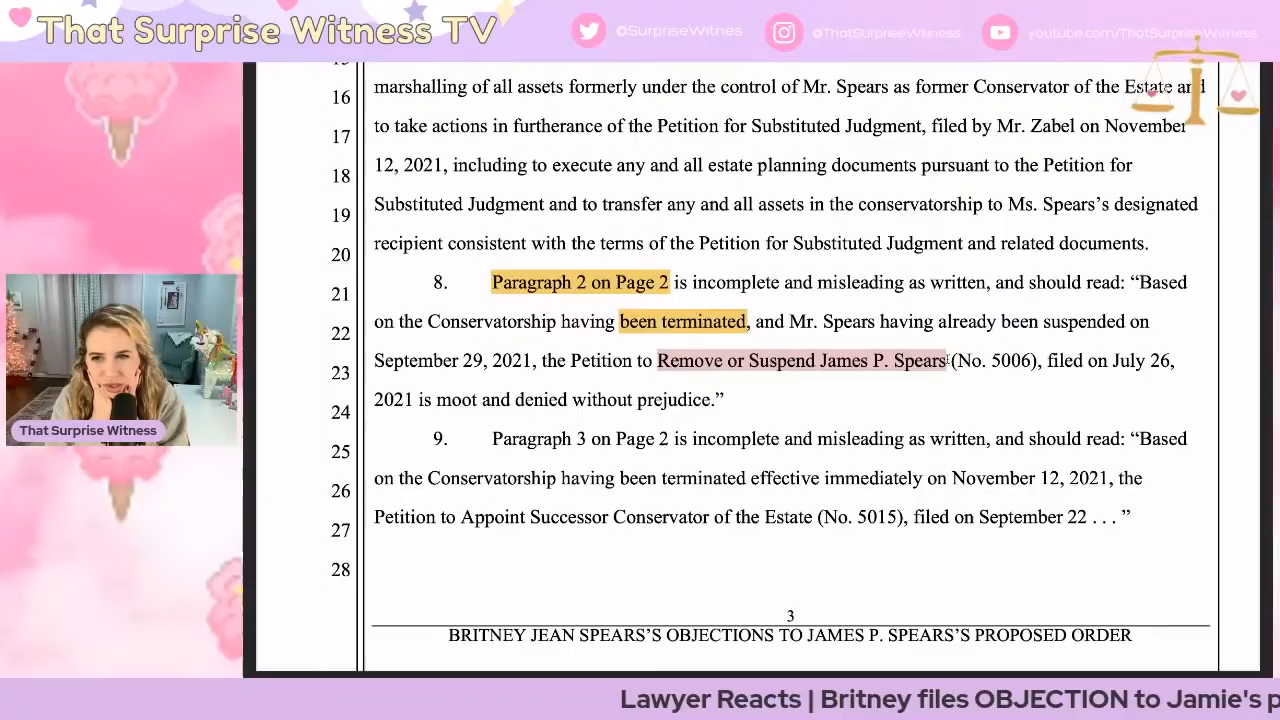 That Surprise Witness TV
@SurpriseWitnes
@ThatSurpriseWtiness
youtube.com/ThatSurpriseWitness
16
marshalling of all assets formerly under the control of Mr. Spears as former Conservator of the Estate and
17
to take actions in furtherance of the Petition for Substituted Judgment, filed by Mr. Zabel on November
18
12, 2021, including to execute any and all estate planning documents pursuant to the Petition for
19
Substituted Judgment and to transfer any and all assets in the conservatorship to Ms. Spears’s designated
20
recipient consistent with the terms of the Petition for Substituted Judgment and related documents.
21
8. Paragraph 2 on Page 2 is incomplete and misleading as written, and should read: “Based
22
on the Conservatorship having been terminated, and Mr. Spears having already been suspended on
23
September 29, 2021, the Petition to Remove or Suspend James P. Spears (No. 5006), filed on July 26,
24
2021 is moot and denied without prejudice.”
25
9. Paragraph 3 on Page 2 is incomplete and misleading as written, and should read: “Based
26
on the Conservatorship having been terminated effective immediately on November 12, 2021, the
27
Petition to Appoint Successor Conservator of the Estate (No. 5015), filed on September 22 . . . ”
28
3
BRITNEY JEAN SPEARS’S OBJECTIONS TO JAMES P. SPEARS’S PROPOSED ORDER
That Surprise Witness
Lawyer Reacts | Britney files OBJECTION to Jamie's p